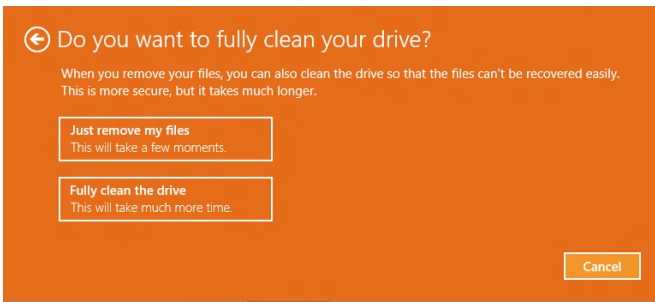 Do you want to fully clean your drive?
When you remove your files, you can also clean the drive so that the files can't be recovered easily.
This is more secure, but it takes much longer.
Just remove my files
This will take a few moments.
Fully clean the drive
This will take much more time.
Cancel